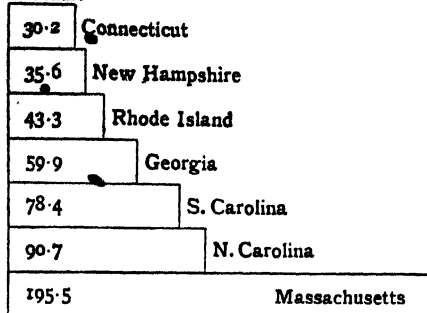 30·2 Connecticut
35·6 New Hampshire
43·3 Rhode Island
59·9 Georgia
78·4 S. Carolina
90·7 N. Carolina
195·5 Massachusetts